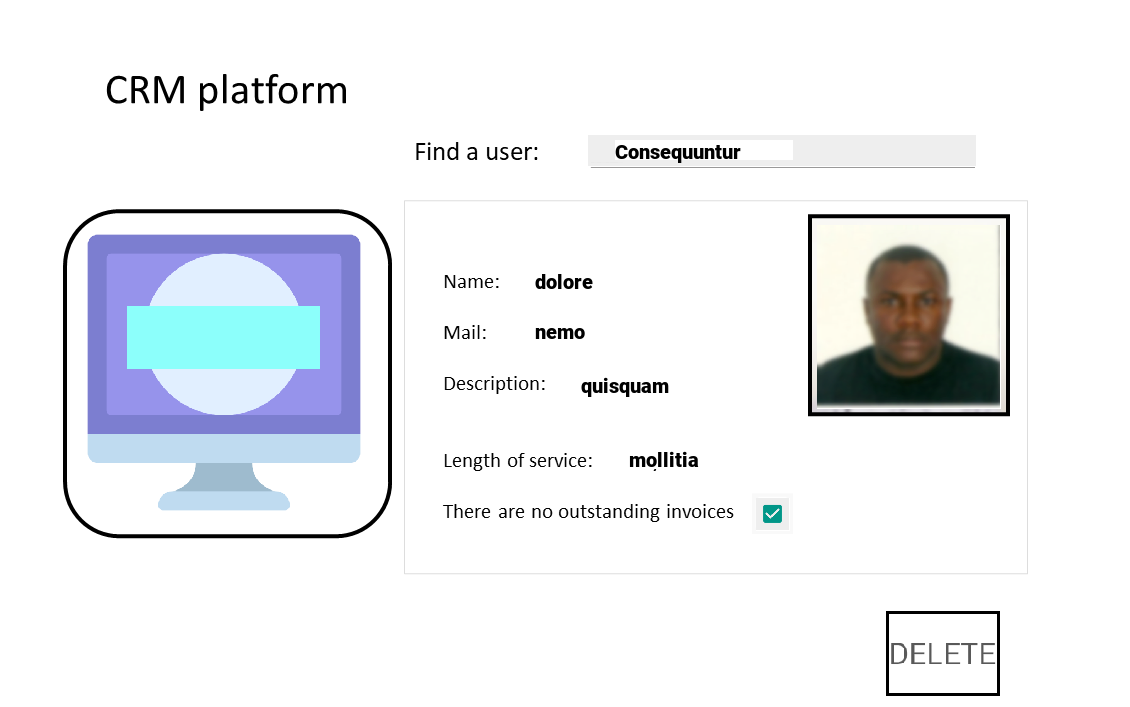 CRM platform
Find a user: Consequuntur
Name: dolore
Mail: nemo
Description: quisquam
Length of service: mollitia
There are no outstanding invoices
DELETE